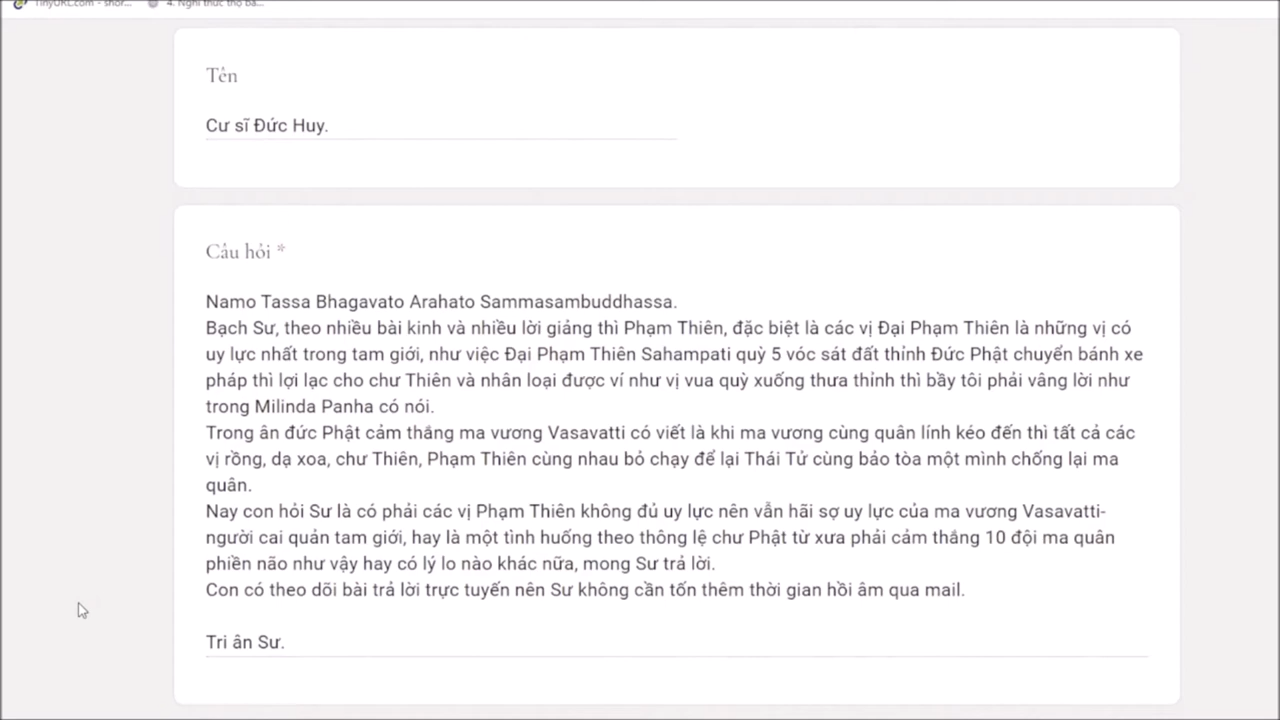 TinyURL.com - shor...
4. Nghi thức thọ bá...
Tên
Cư sĩ Đức Huy.
Câu hỏi *
Namo Tassa Bhagavato Arahato Sammasambuddhassa.
Bạch Sư, theo nhiều bài kinh và nhiều lời giảng thì Phạm Thiên, đặc biệt là các vị Đại Phạm Thiên là những vị có
uy lực nhất trong tam giới, như việc Đại Phạm Thiên Sahampati quỳ 5 vóc sát đất thỉnh Đức Phật chuyển bánh xe
pháp thì lợi lạc cho chư Thiên và nhân loại được ví như vị vua quỳ xuống thưa thỉnh thì bầy tôi phải vâng lời như
trong Milinda Panha có nói.
Trong ân đức Phật cảm thắng ma vương Vasavatti có viết là khi ma vương cùng quân lính kéo đến thì tất cả các
vị rồng, dạ xoa, chư Thiên, Phạm Thiên cùng nhau bỏ chạy để lại Thái Tử cùng bảo tòa một mình chống lại ma
quân.
Nay con hỏi Sư là có phải các vị Phạm Thiên không đủ uy lực nên vẫn hãi sợ uy lực của ma vương Vasavatti-
người cai quản tam giới, hay là một tình huống theo thông lệ chư Phật từ xưa phải cảm thắng 10 đội ma quân
phiền não như vậy hay có lý lo nào khác nữa, mong Sư trả lời.
Con có theo dõi bài trả lời trực tuyến nên Sư không cần tốn thêm thời gian hồi âm qua mail.
Tri ân Sư.